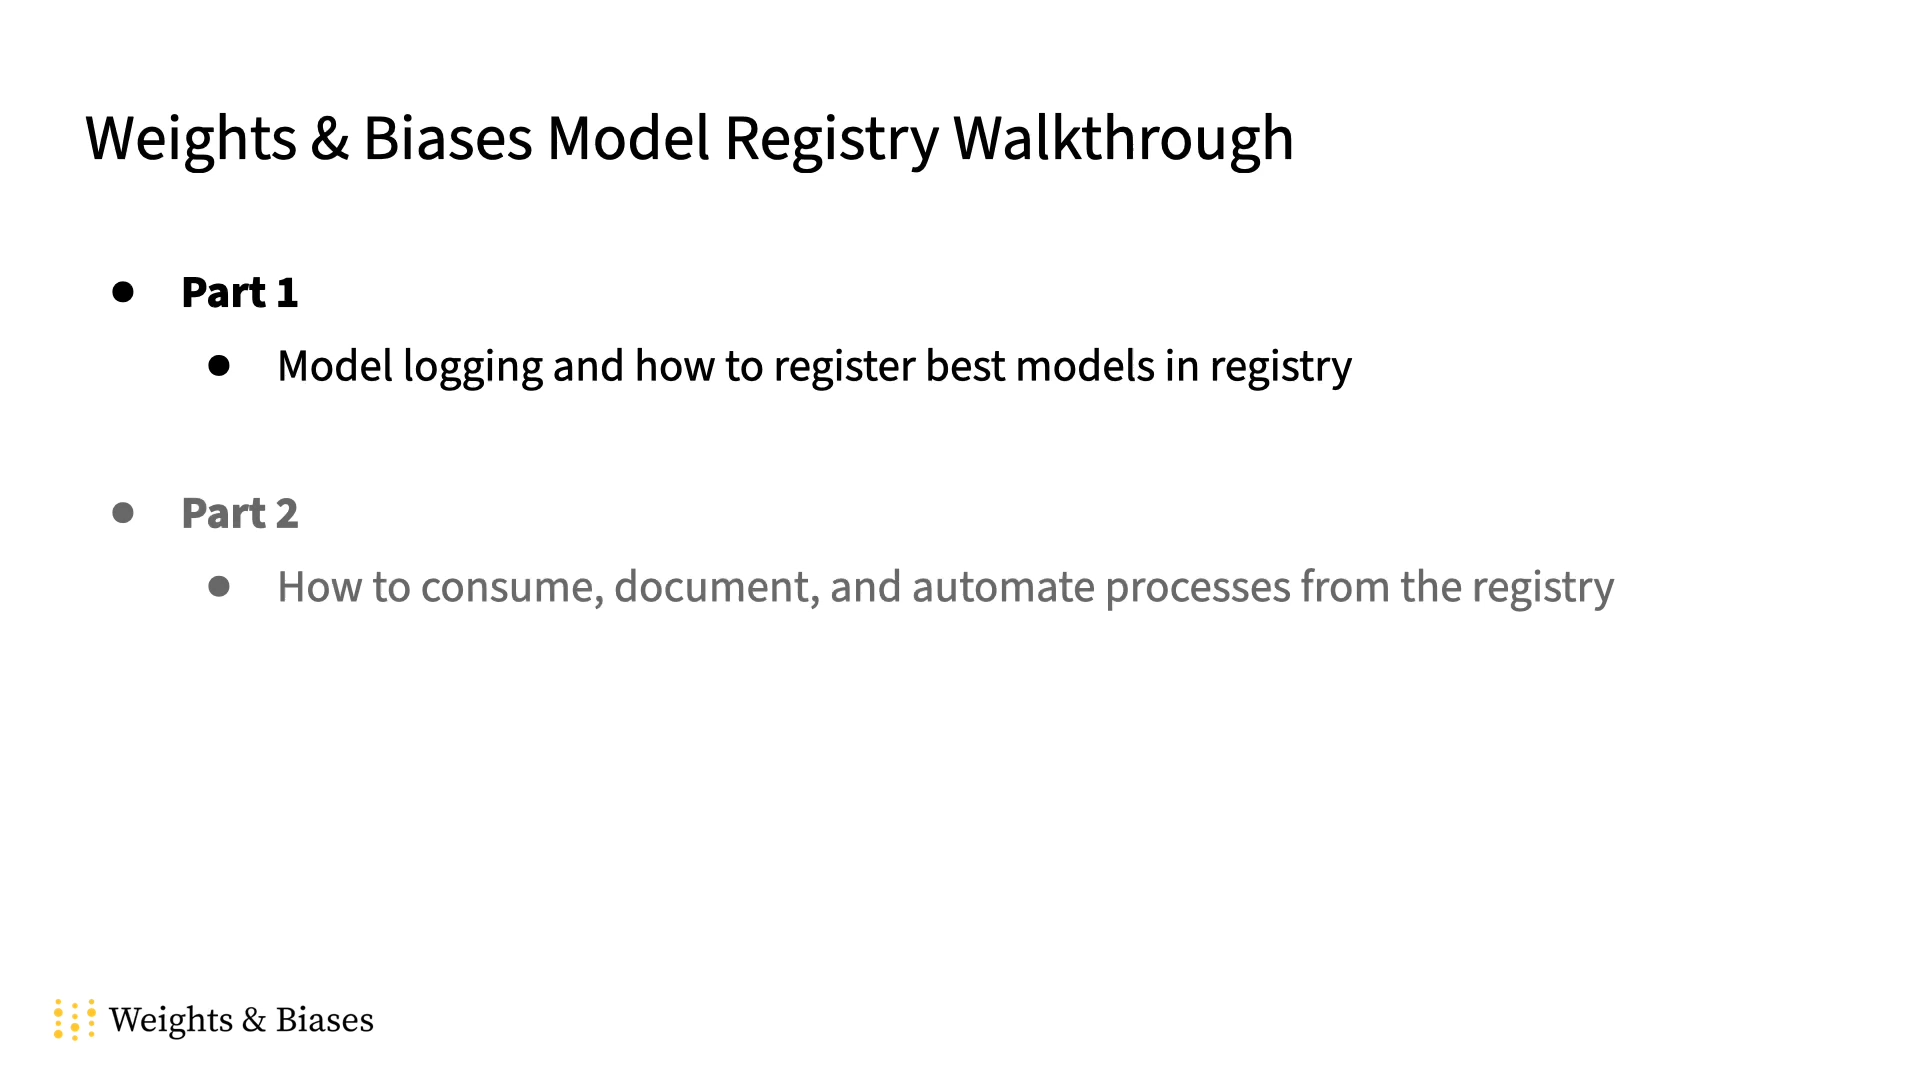 Weights & Biases Model Registry Walkthrough
● Part 1
● Model logging and how to register best models in registry
● Part 2
● How to consume, document, and automate processes from the registry
Weights & Biases